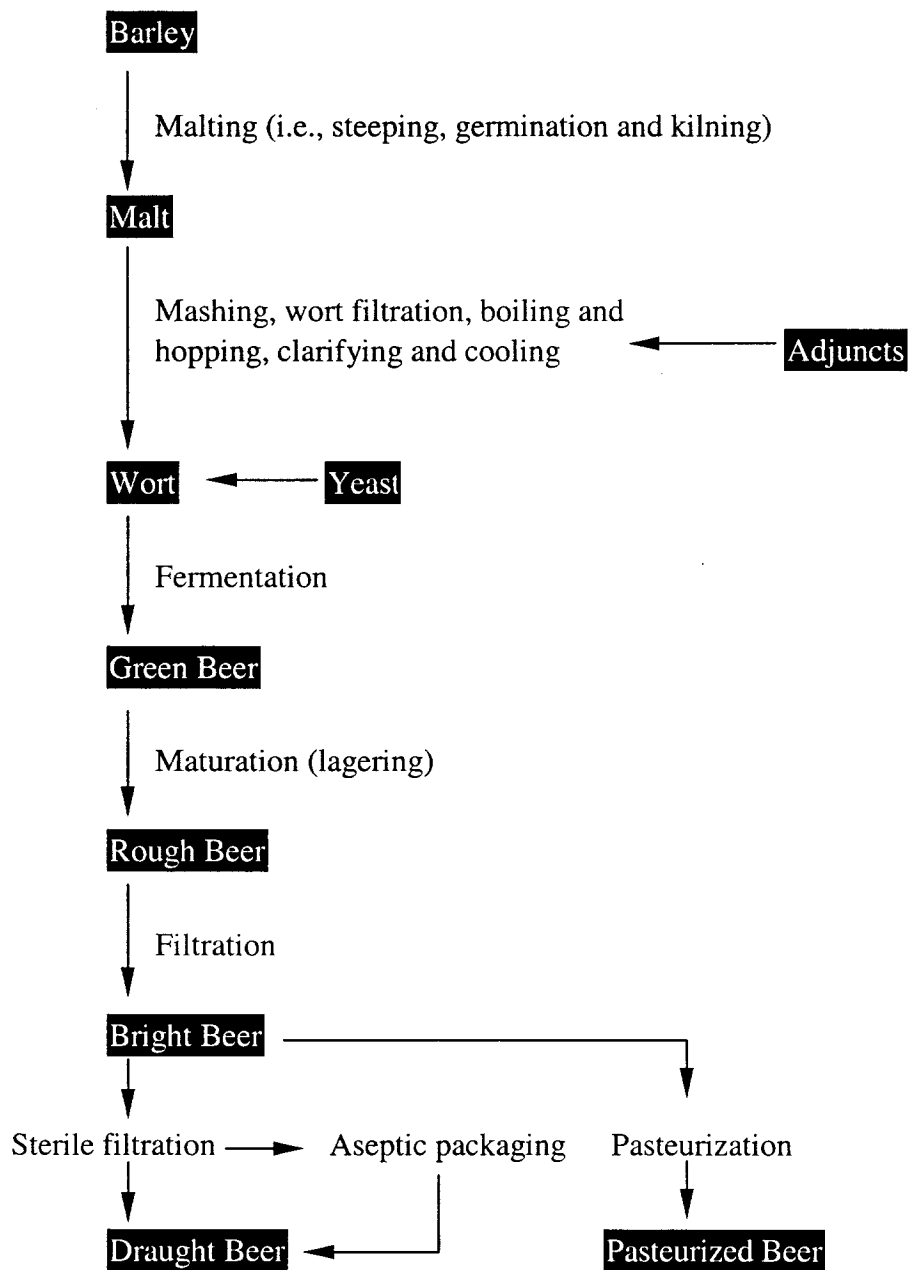 Barley
Malting (i.e., steeping, germination and kilning)
Malt
Mashing, wort filtration, boiling and
hopping, clarifying and cooling
Adjuncts
Wort
Yeast
Fermentation
Green Beer
Maturation (lagering)
Rough Beer
Filtration
Bright Beer
Sterile filtration
Aseptic packaging
Pasteurization
Draught Beer
Pasteurized Beer